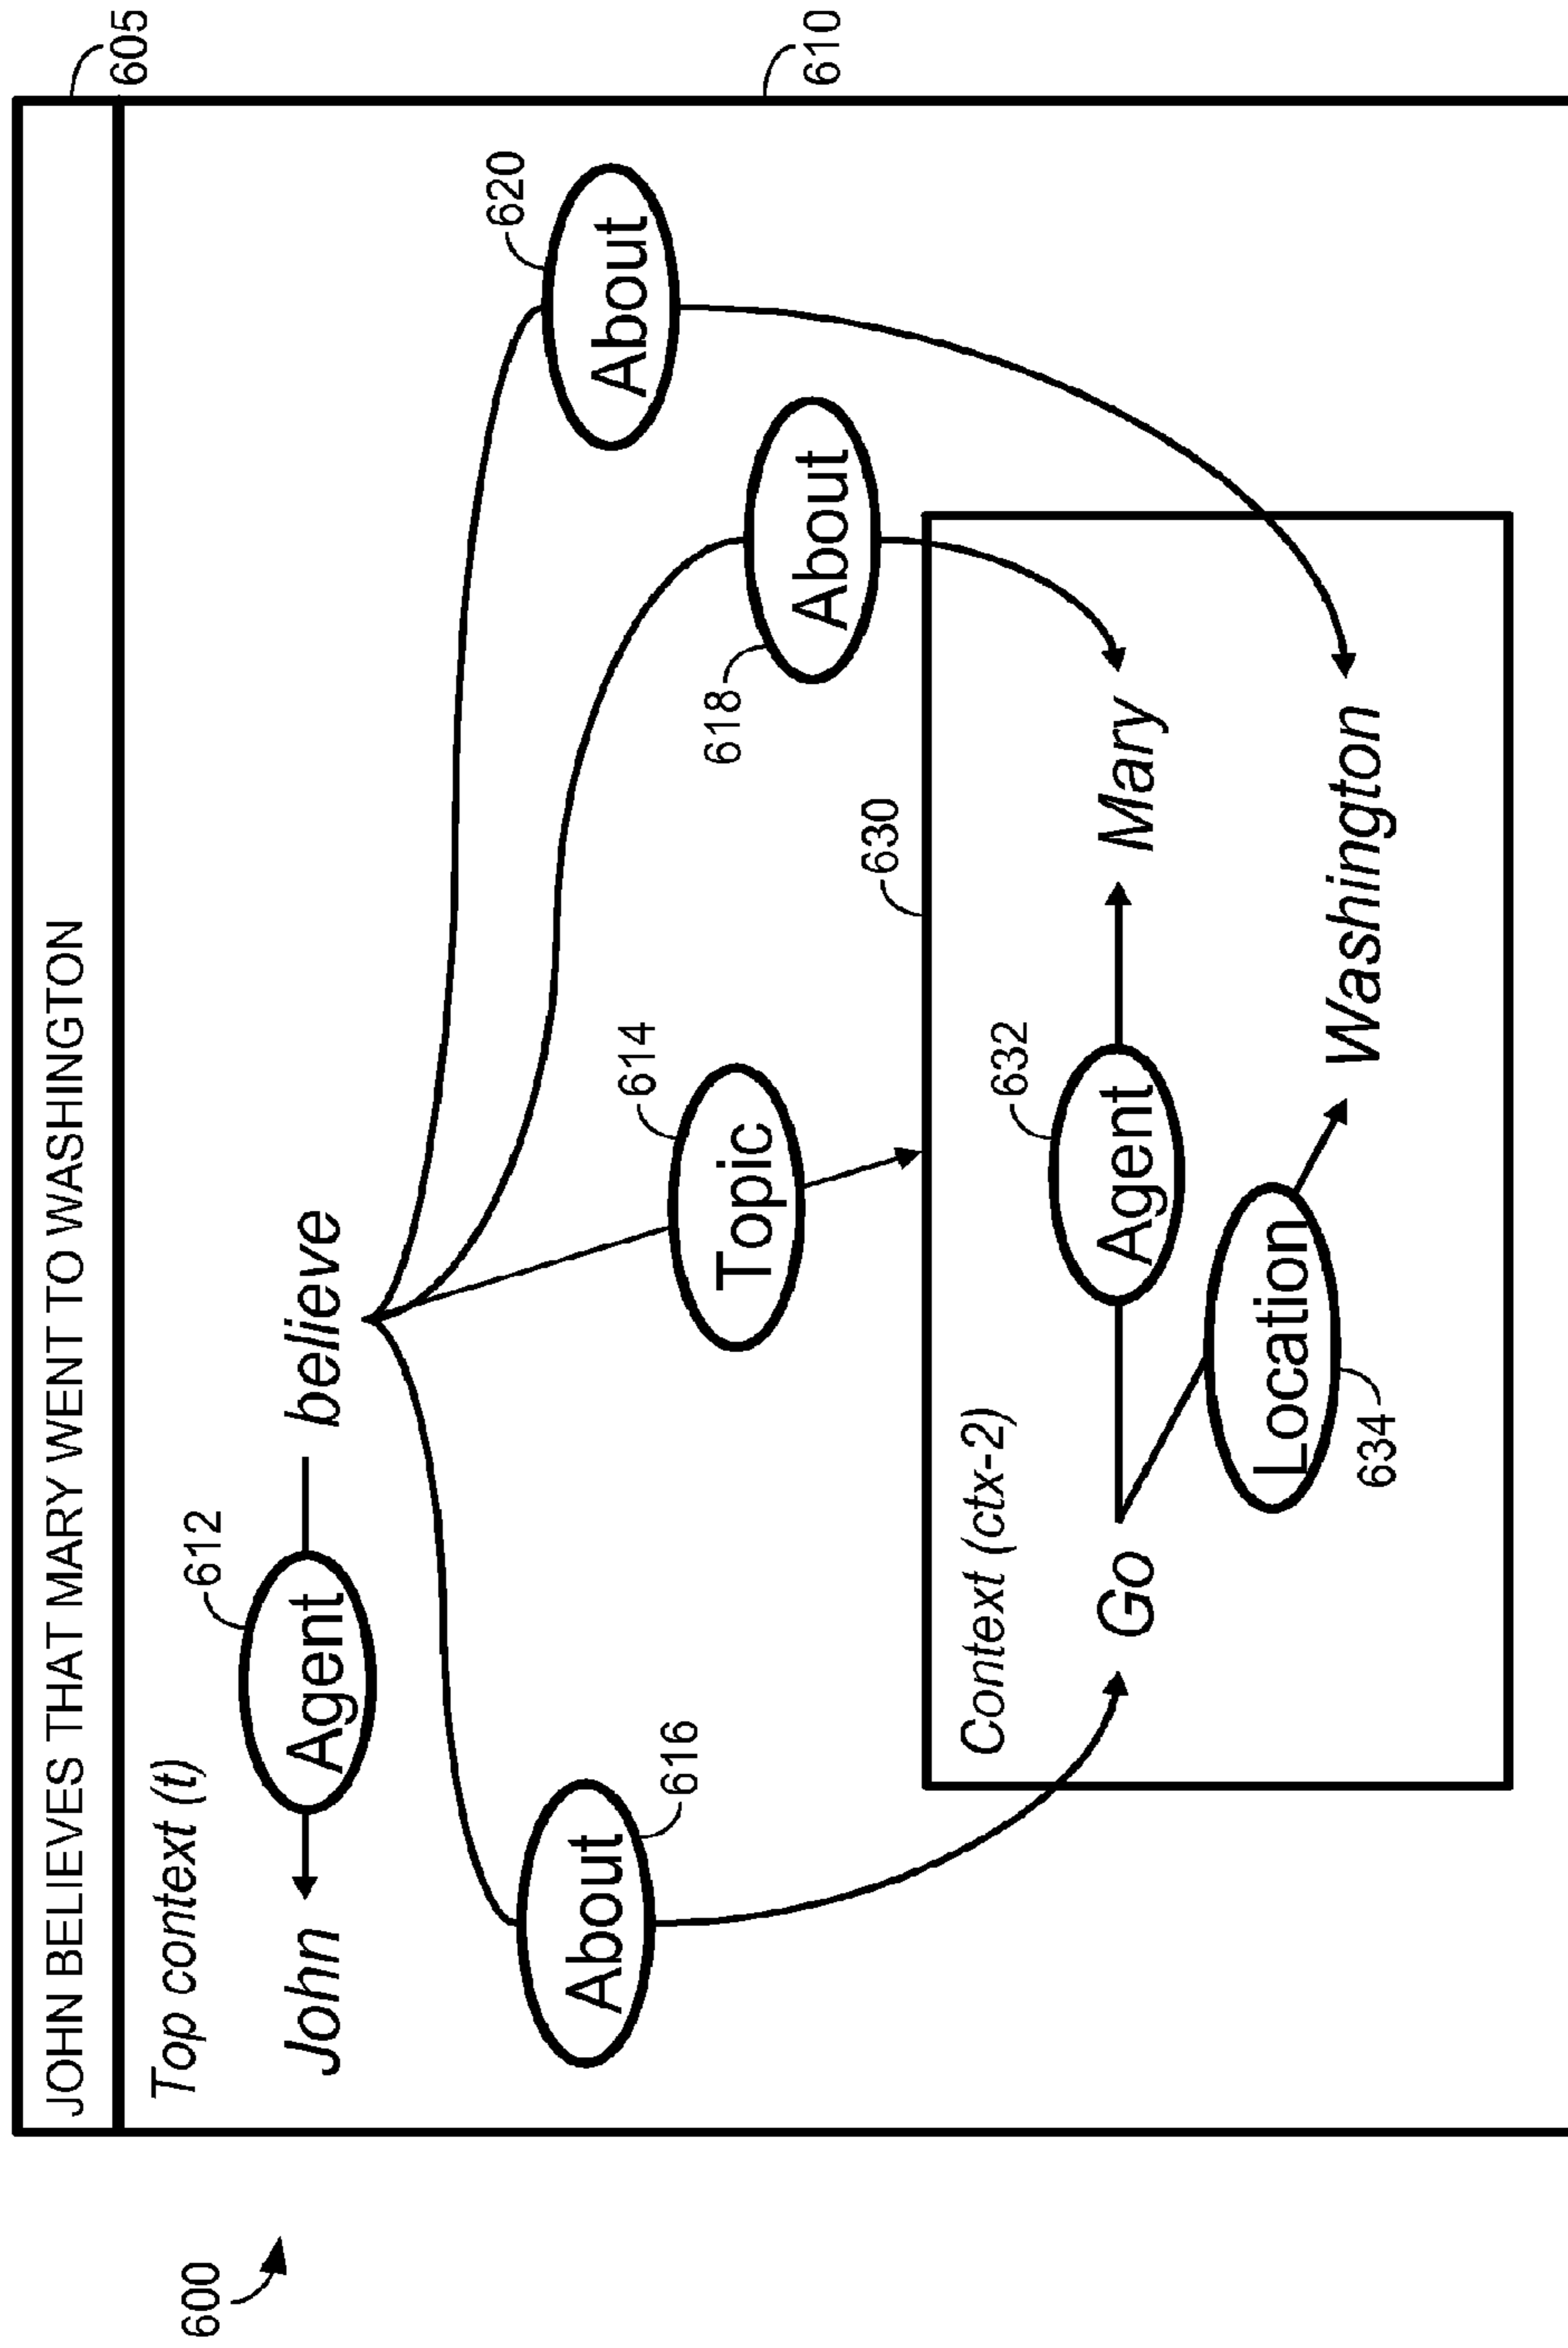 JOHN BELIEVES THAT MARY WENT TO WASHINGTON
605
Top context (t)
612
John
Agent
believe
610
620
About
616
About
614
Topic
618
About
630
Context (ctx-2)
632
Go
Agent
Mary
634
Location
Washington
600